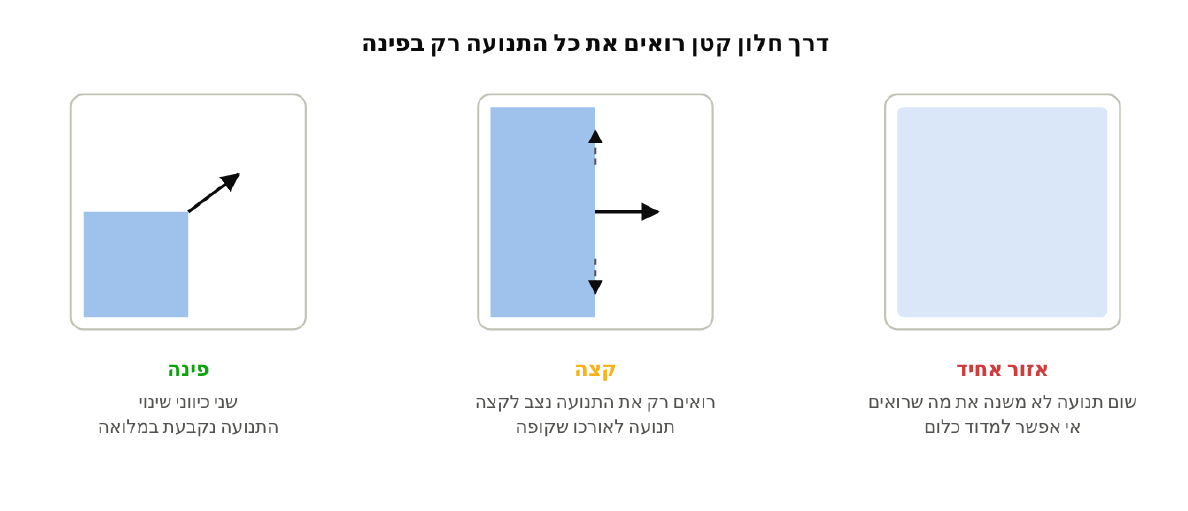 דרך חלון קטן רואים את כל התנועה רק בפינה
אזור אחיד
שום תנועה לא משנה את מה שרואים
אי אפשר למדוד כלום
קצה
רואים רק את התנועה נצב לקצה
תנועה לאורכו שקופה
פינה
שני כיווני שינוי
התנועה נקבעת במלואה